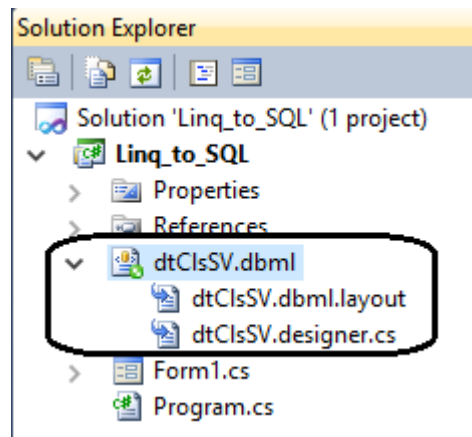 Solution Explorer
Solution 'Linq_to_SQL' (1 project)
Linq_to_SQL
Properties
References
dtClsSV.dbml
dtClsSV.dbml.layout
dtClsSV.designer.cs
Form1.cs
Program.cs